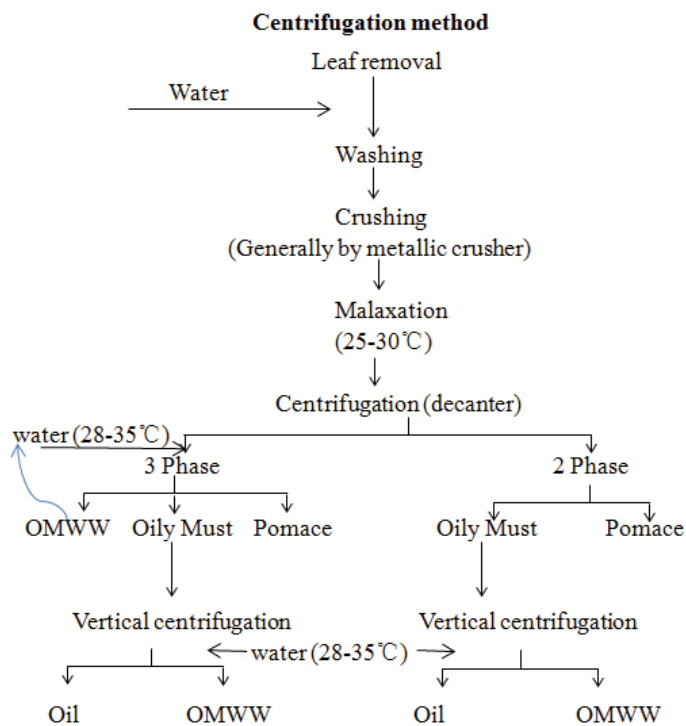 Centrifugation method
Leaf removal
Water
Washing
Crushing
(Generally by metallic crusher)
Malaxation
(25-30℃)
Centrifugation (decanter)
water (28-35℃)
3 Phase
2 Phase
OMWW
Oily Must
Pomace
Oily Must
Pomace
Vertical centrifugation
Vertical centrifugation
water (28-35℃)
Oil
OMWW
Oil
OMWW